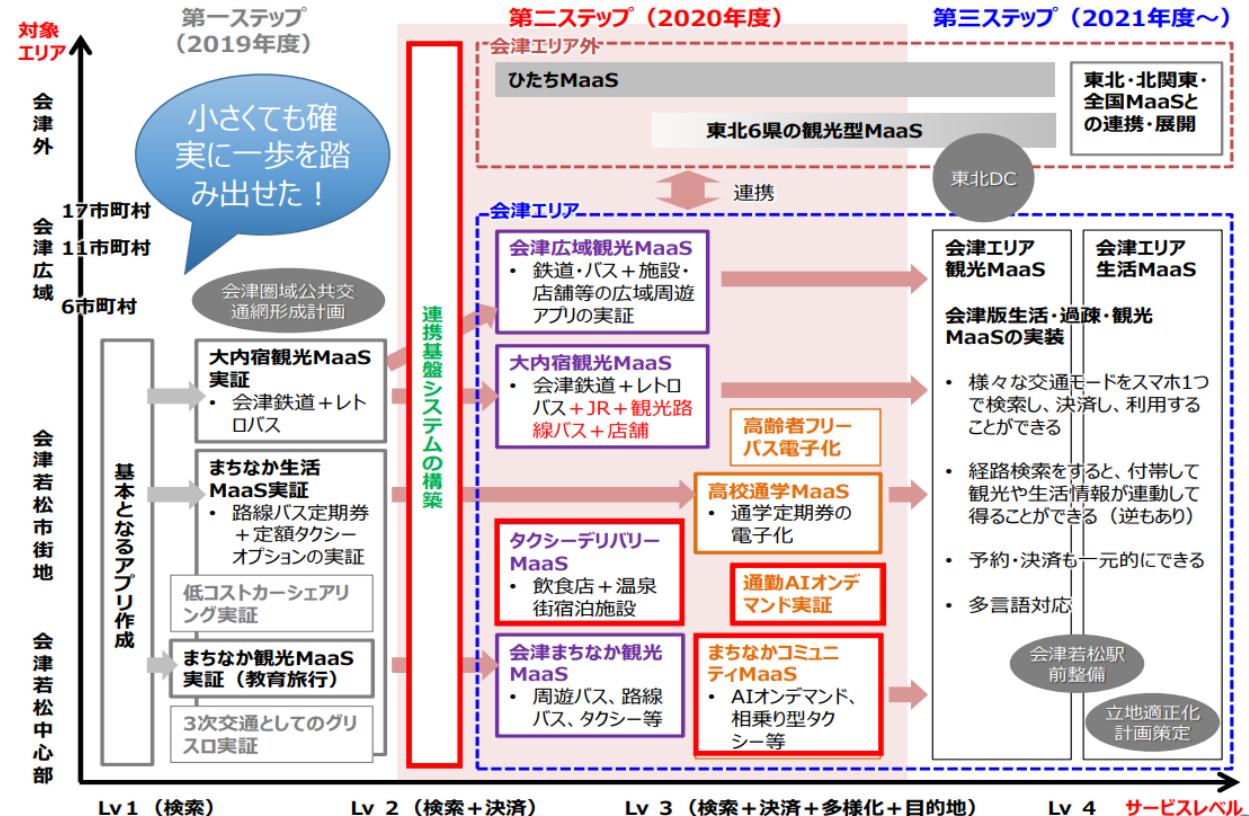 第一ステップ
（2019年度）
第二ステップ（2020年度）
第三ステップ（2021年度～）
対象
エリア
会津外
17市町村
会津広域
11市町村
6市町村
会津若松市街地
会津若松中心部
小さくても確
実に一歩を踏
み出せた！
会津圏域公共交
通網形成計画
基本となるアプリ作成
大内宿観光MaaS
実証
• 会津鉄道＋レト
ロバス
まちなか生活
MaaS実証
• 路線バス定期券
＋定額タクシー
オプションの実証
低コストカーシェアリ
ング実証
まちなか観光MaaS
実証（教育旅行）
3次交通としてのグリ
スロ実証
連携基盤システムの構築
会津エリア外
ひたちMaaS
東北6県の観光型MaaS
東北・北関東・
全国MaaSと
の連携・展開
東北DC
連携
会津エリア
会津広域観光MaaS
• 鉄道・バス＋施設・
店舗等の広域周遊
アプリの実証
大内宿観光MaaS
• 会津鉄道＋レトロ
バス＋JR＋観光路
線バス＋店舗
高齢者フリー
パス電子化
高校通学MaaS
• 通学定期券の
電子化
タクシーデリバリー
MaaS
• 飲食店＋温泉
街宿泊施設
通勤AIオンデ
マンド実証
会津まちなか観光
MaaS
• 周遊バス、路線
バス、タクシー等
まちなかコミュニ
ティMaaS
• AIオンデマンド、
相乗り型タク
シー等
会津エリア
観光MaaS
会津エリア
生活MaaS
会津版生活・過疎・観光
MaaSの実装
• 様々な交通モードをスマホ1つ
で検索し、決済し、利用する
ことができる
• 経路検索をすると、付帯して
観光や生活情報が連動して
得ることができる（逆もあり）
• 予約・決済も一元的にできる
• 多言語対応
会津若松駅
前整備
立地適正化
計画策定
Lv 1（検索）
Lv 2（検索＋決済）
Lv 3（検索＋決済＋多様化＋目的地）
Lv 4
サービスレベル